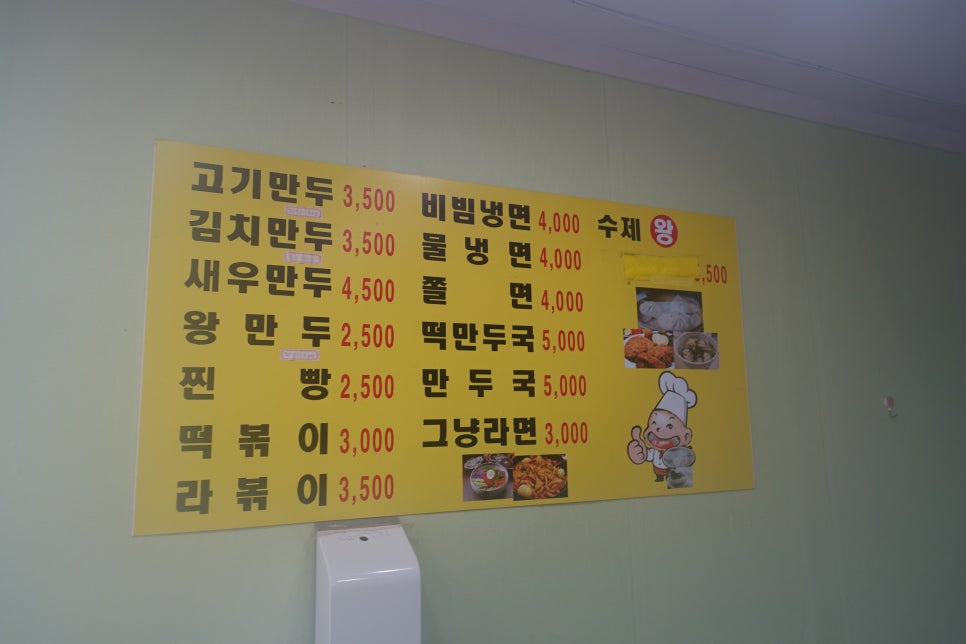 고기만두 3,500
김치만두 3,500
새우만두 4,500
왕만두 2,500
찐빵 2,500
떡볶이 3,000
라볶이 3,500
비빔냉면 4,000
물냉면 4,000
쫄면 4,000
떡만두국 5,000
만두국 5,000
그냥라면 3,000
수제 왕
,500